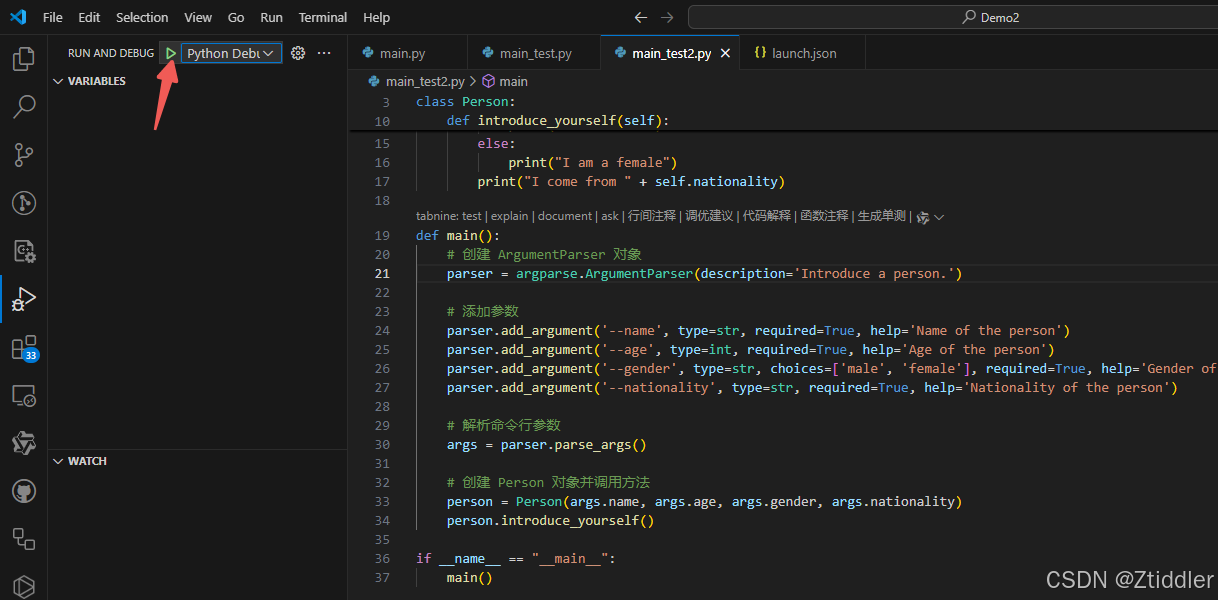 File Edit Selection View Go Run Terminal Help
Demo2
RUN AND DEBUG Python Debu
main.py main_test.py main_test2.py launch.json
VARIABLES
main_test2.py > main
3 class Person:
10 def introduce_yourself(self):
15 else:
16 print("I am a female")
17 print("I come from " + self.nationality)
18
tabnine: test | explain | document | ask | 行间注释 | 调优建议 | 代码解释 | 函数注释 | 生成单测 |
19 def main():
20 # 创建 ArgumentParser 对象
21 parser = argparse.ArgumentParser(description='Introduce a person.')
22
23 # 添加参数
24 parser.add_argument('--name', type=str, required=True, help='Name of the person')
25 parser.add_argument('--age', type=int, required=True, help='Age of the person')
26 parser.add_argument('--gender', type=str, choices=['male', 'female'], required=True, help='Gender of
27 parser.add_argument('--nationality', type=str, required=True, help='Nationality of the person')
28
29 # 解析命令行参数
30 args = parser.parse_args()
31
32 # 创建 Person 对象并调用方法
33 person = Person(args.name, args.age, args.gender, args.nationality)
34 person.introduce_yourself()
35
36 if __name__ == "__main__":
37 main()
33
WATCH
CSDN @Ztiddler